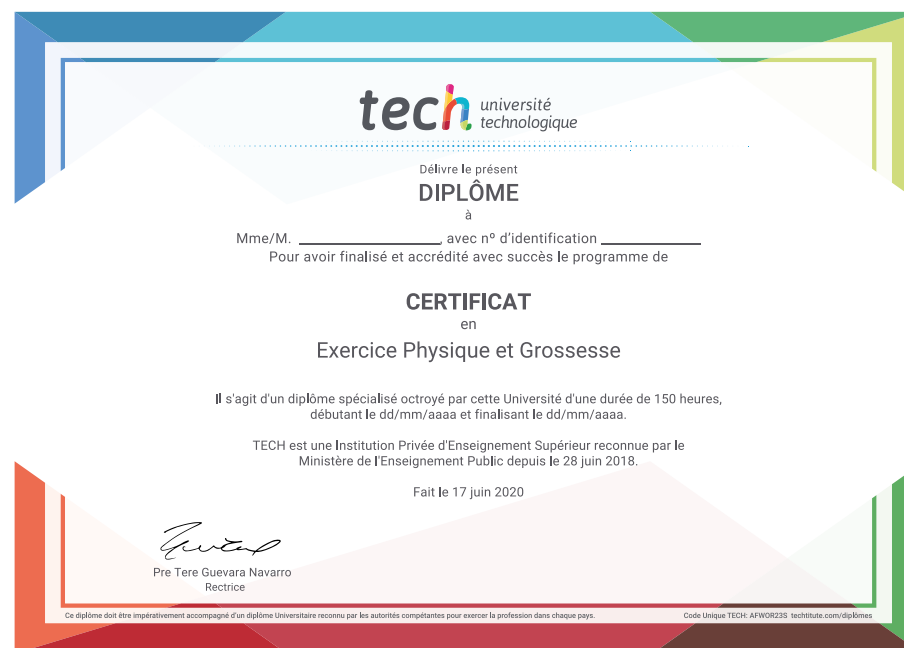 tech université
technologique
Délivre le présent
DIPLÔME
à
Mme/M. ____________________, avec nº d'identification ______________
Pour avoir finalisé et accrédité avec succès le programme de
CERTIFICAT
en
Exercice Physique et Grossesse
Il s'agit d'un diplôme spécialisé octroyé par cette Université d'une durée de 150 heures,
débutant le dd/mm/aaaa et finalisant le dd/mm/aaaa.
TECH est une Institution Privée d'Enseignement Supérieur reconnue par le
Ministère de l'Enseignement Public depuis le 28 juin 2018.
Fait le 17 juin 2020
Pre Tere Guevara Navarro
Rectrice
Ce diplôme doit être impérativement accompagné d'un diplôme Universitaire reconnu par les autorités compétentes pour exercer la profession dans chaque pays.
Code Unique TECH: AFWOR23S techtitute.com/diplômes